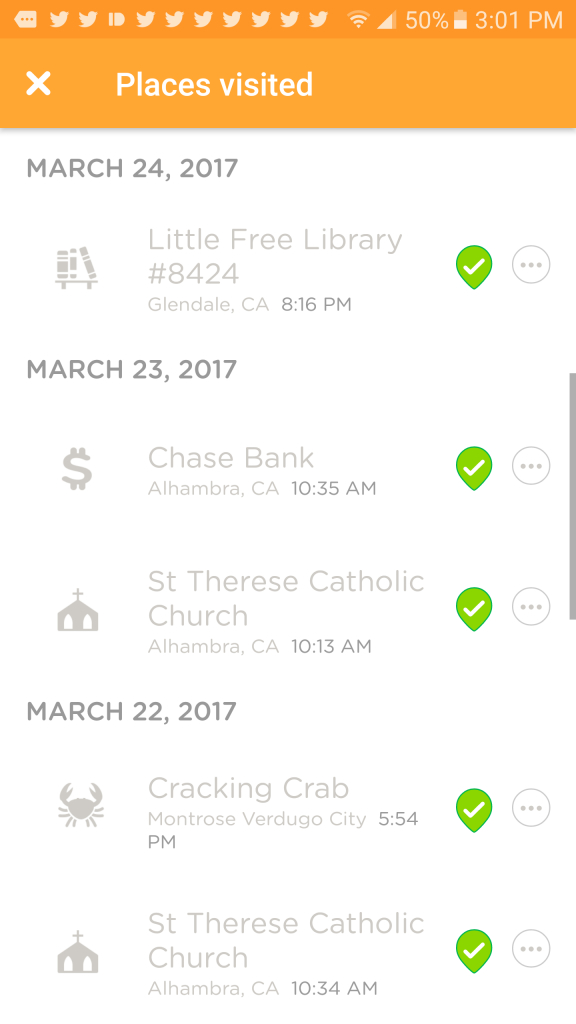 50% 3:01 PM
Places visited
MARCH 24, 2017
Little Free Library
#8424
Glendale, CA 8:16 PM
MARCH 23, 2017
Chase Bank
Alhambra, CA 10:35 AM
St Therese Catholic
Church
Alhambra, CA 10:13 AM
MARCH 22, 2017
Cracking Crab
Montrose Verdugo City 5:54
PM
St Therese Catholic
Church
Alhambra, CA 10:34 AM